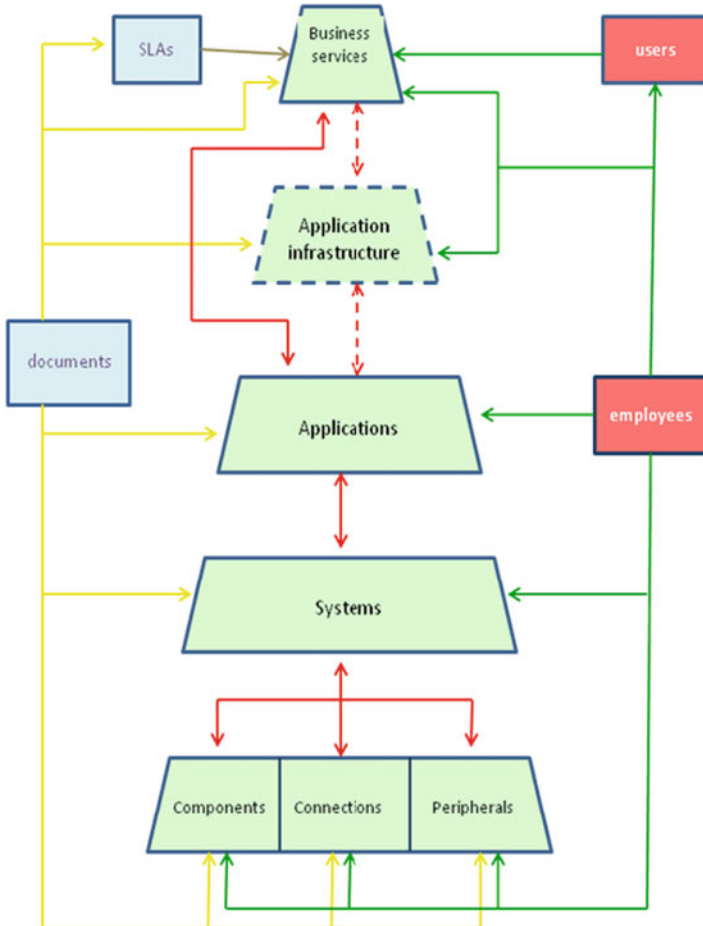 SLAs
Business
services
users
Application
infrastructure
documents
Applications
employees
Systems
Components
Connections
Peripherals